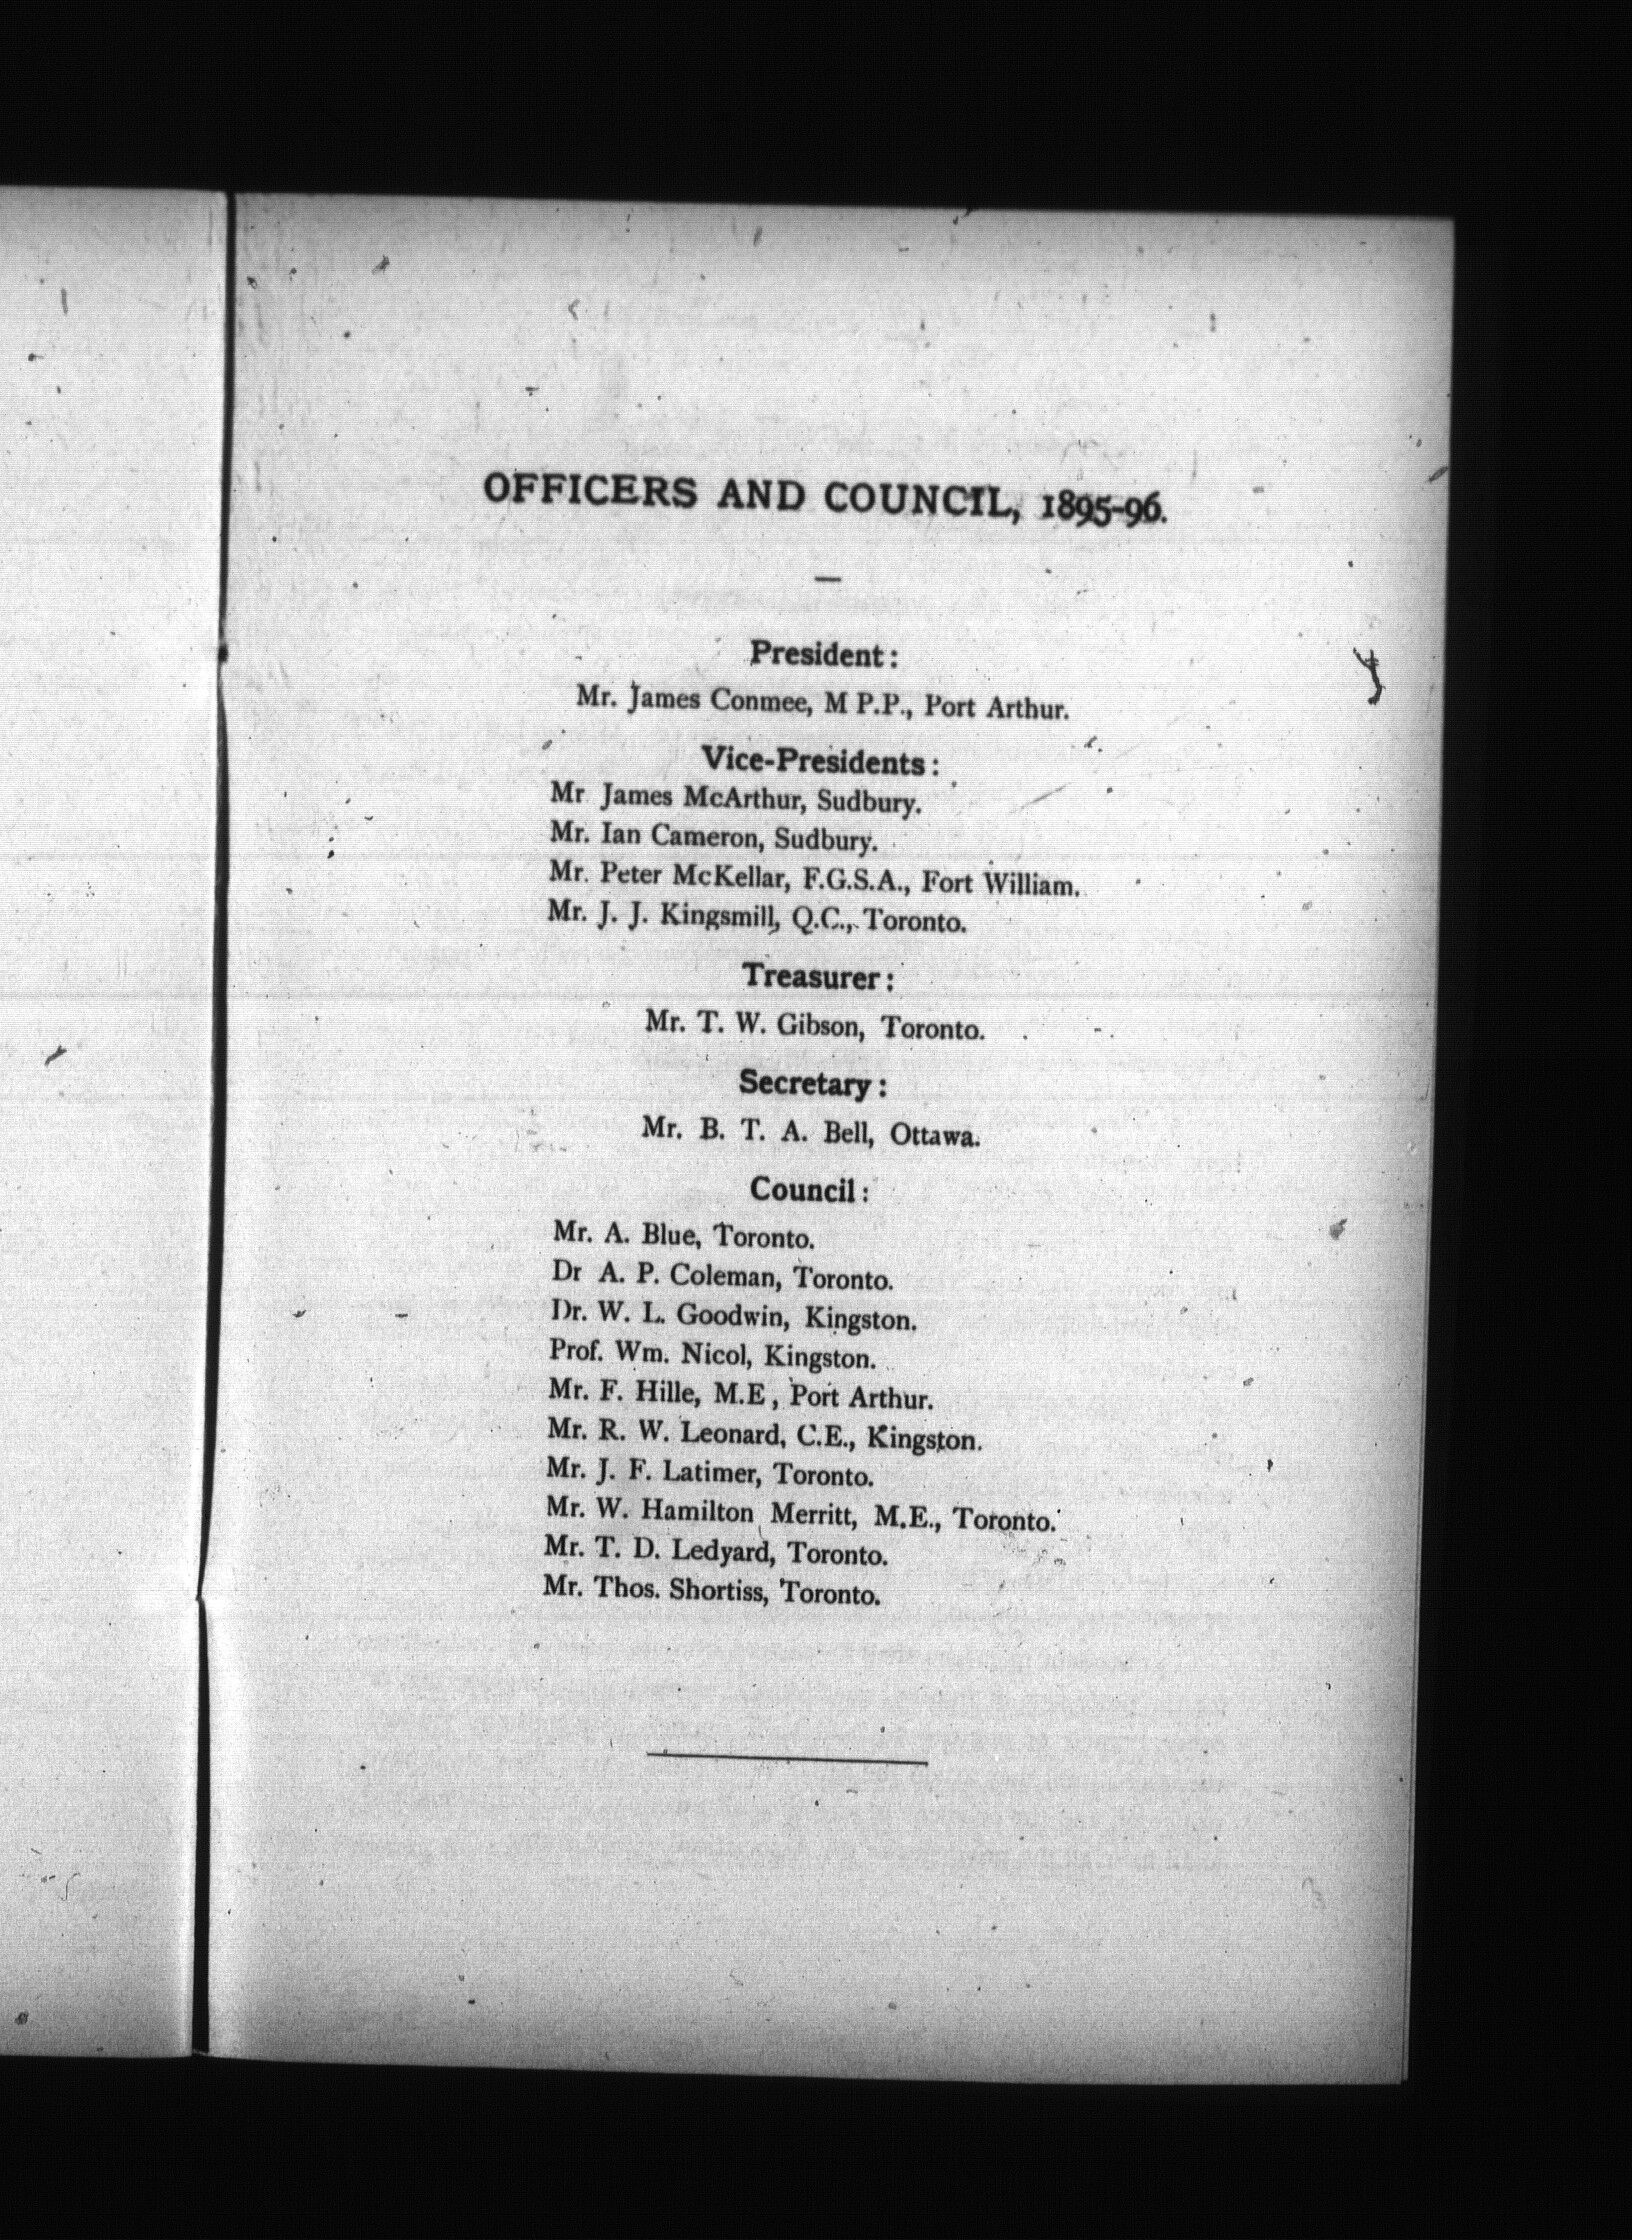 OFFICERS AND COUNCIL, 1895-96.
President:
Mr. James Conmee, M P.P., Port Arthur.
Vice-Presidents:
Mr James McArthur, Sudbury.
Mr. Ian Cameron, Sudbury.
Mr. Peter McKellar, F.G.S.A., Fort William.
Mr. J. J. Kingsmill, Q.C., Toronto.
Treasurer:
Mr. T. W. Gibson, Toronto.
Secretary:
Mr. B. T. A. Bell, Ottawa.
Council:
Mr. A. Blue, Toronto.
Dr A. P. Coleman, Toronto.
Dr. W. L. Goodwin, Kingston.
Prof. Wm. Nicol, Kingston.
Mr. F. Hille, M.E, Port Arthur.
Mr. R. W. Leonard, C.E., Kingston.
Mr. J. F. Latimer, Toronto.
Mr. W. Hamilton Merritt, M.E., Toronto.
Mr. T. D. Ledyard, Toronto.
Mr. Thos. Shortiss, Toronto.